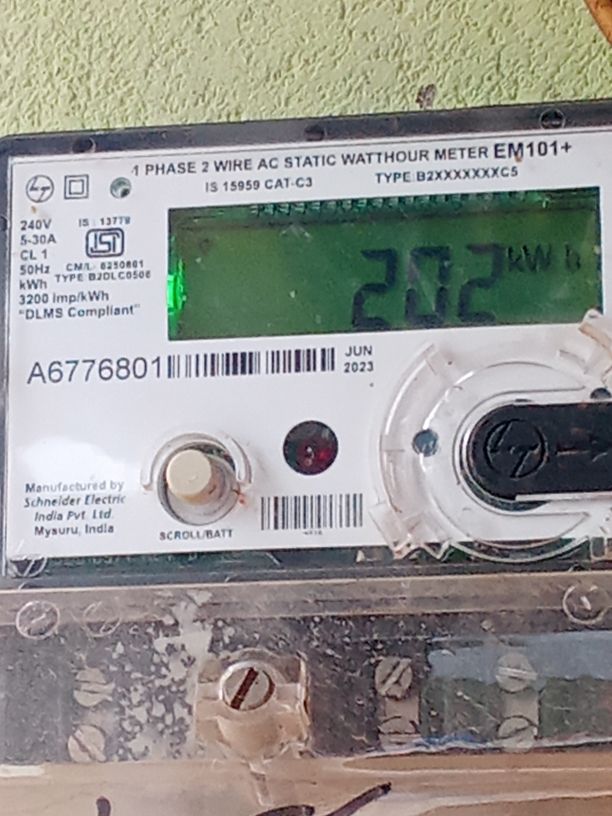 1 PHASE 2 WIRE AC STATIC WATTHOUR METER EM101+
IS 15959 CAT-C3 TYPE B2XXXXXXXC5
240V IS : 13779
5-30A
CL 1
50Hz CM/L- 6250861
kWh TYPE B2DLC0506
3200 imp/kWh
"DLMS Compliant"
202 kWh
A6776801
JUN
2023
Manufactured by
Schneider Electric
India Pvt. Ltd.
Mysuru, India
SCROLL/BATT